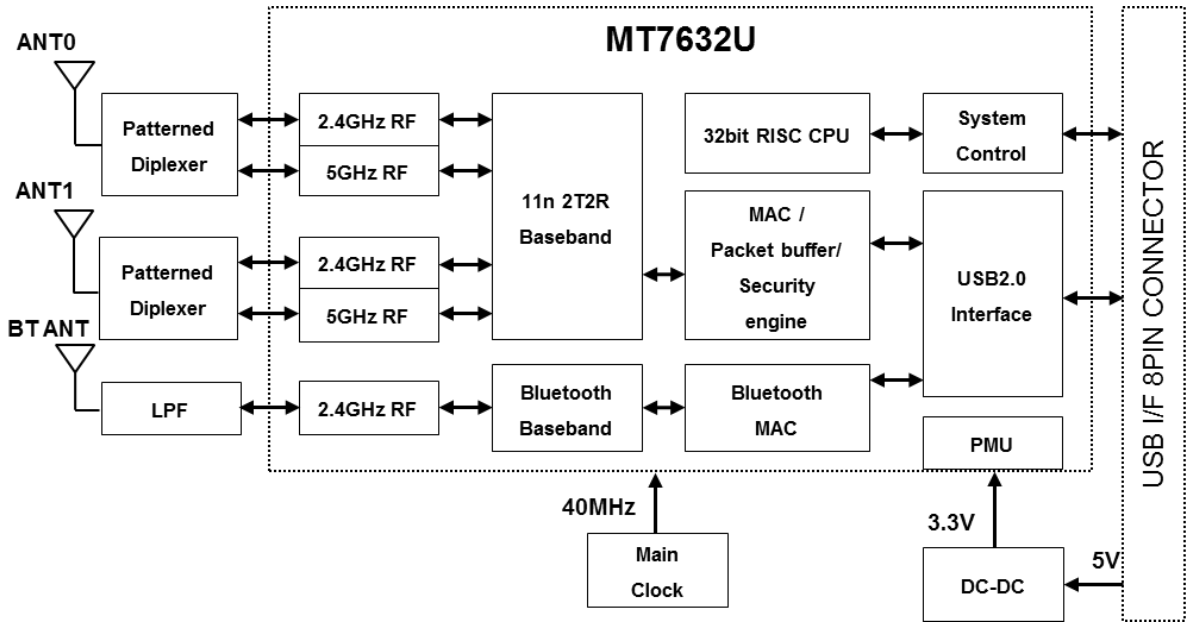 MT7632U
ANT0
Patterned
Diplexer
2.4GHz RF
5GHz RF
11n 2T2R
Baseband
32bit RISC CPU
System
Control
ANT1
Patterned
Diplexer
2.4GHz RF
5GHz RF
MAC /
Packet buffer/
Security
engine
USB2.0
Interface
BT ANT
LPF
2.4GHz RF
Bluetooth
Baseband
Bluetooth
MAC
PMU
USB I/F 8PIN CONNECTOR
40MHz
Main
Clock
3.3V
DC-DC
5V